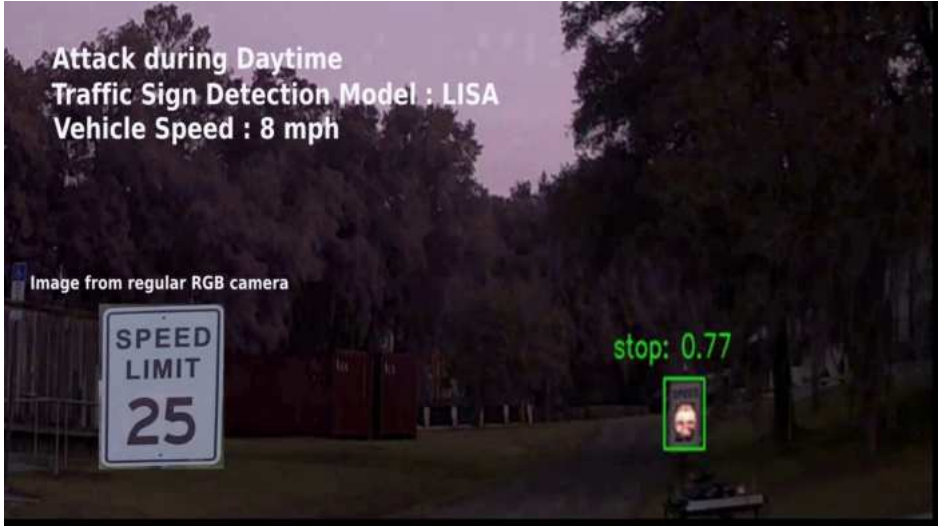 Attack during Daytime
Traffic Sign Detection Model : LISA
Vehicle Speed : 8 mph
Image from regular RGB camera
SPEED
LIMIT
25
stop: 0.77
SPEED